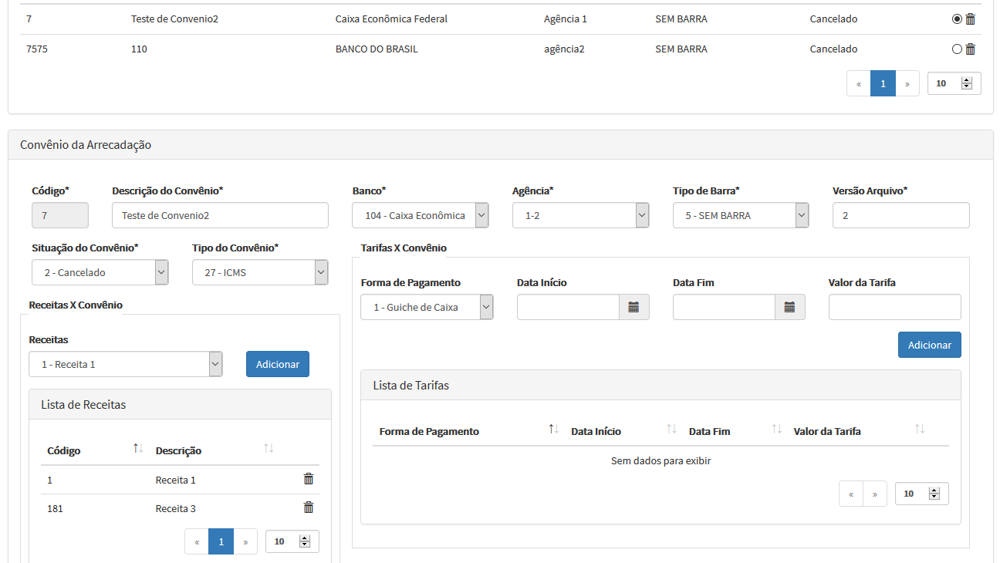 7 Teste de Convenio2 Caixa Econômica Federal Agência 1 SEM BARRA Cancelado
7575 110 BANCO DO BRASIL agência2 SEM BARRA Cancelado
« 1 » 10
Convênio da Arrecadação
Código* Descrição do Convênio* Banco* Agência* Tipo de Barra* Versão Arquivo*
7 Teste de Convenio2 104 - Caixa Econômica 1-2 5 - SEM BARRA 2
Situação do Convênio* Tipo do Convênio*
2 - Cancelado 27 - ICMS
Receitas X Convênio
Receitas
1 - Receita 1 Adicionar
Lista de Receitas
Código Descrição
1 Receita 1
181 Receita 3
« 1 » 10
Tarifas X Convênio
Forma de Pagamento Data Início Data Fim Valor da Tarifa
1 - Guiche de Caixa
Adicionar
Lista de Tarifas
Forma de Pagamento Data Início Data Fim Valor da Tarifa
Sem dados para exibir
« » 10